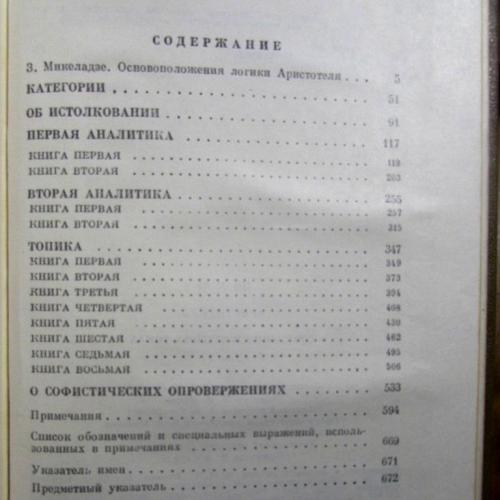 СОДЕРЖАНИЕ
З. Микеладзе. Основоположения логики Аристотеля . . . 5
КАТЕГОРИИ . . . . . . . . . . . . . . . . . 51
ОБ ИСТОЛКОВАНИИ . . . . . . . . . . . . . . 91
ПЕРВАЯ АНАЛИТИКА . . . . . . . . . . . . . . 117
КНИГА ПЕРВАЯ . . . . . . . . . . . . . . . . 119
КНИГА ВТОРАЯ . . . . . . . . . . . . . . . . 203
ВТОРАЯ АНАЛИТИКА . . . . . . . . . . . . . . 255
КНИГА ПЕРВАЯ . . . . . . . . . . . . . . . . 257
КНИГА ВТОРАЯ . . . . . . . . . . . . . . . . 315
ТОПИКА . . . . . . . . . . . . . . . . . . . 347
КНИГА ПЕРВАЯ . . . . . . . . . . . . . . . . 349
КНИГА ВТОРАЯ . . . . . . . . . . . . . . . . 373
КНИГА ТРЕТЬЯ . . . . . . . . . . . . . . . . 394
КНИГА ЧЕТВЕРТАЯ . . . . . . . . . . . . . . 408
КНИГА ПЯТАЯ . . . . . . . . . . . . . . . . 430
КНИГА ШЕСТАЯ . . . . . . . . . . . . . . . . 462
КНИГА СЕДЬМАЯ . . . . . . . . . . . . . . . 495
КНИГА ВОСЬМАЯ . . . . . . . . . . . . . . . 506
О СОФИСТИЧЕСКИХ ОПРОВЕРЖЕНИЯХ . . . . . . . 533
Примечания . . . . . . . . . . . . . . . . . 594
Список обозначений и специальных выражений, исполь-
зованных в примечаниях . . . . . . . . . . . 669
Указатель имен . . . . . . . . . . . . . . . 671
Предметный указатель . . . . . . . . . . . . 672